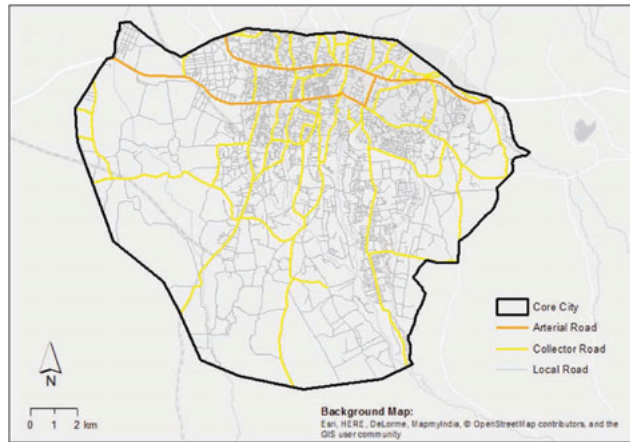 Core City
Arterial Road
Collector Road
Local Road
N
0 1 2 km
Background Map:
Esri, HERE, DeLorme, MapmyIndia, © OpenStreetMap contributors, and the
GIS user community